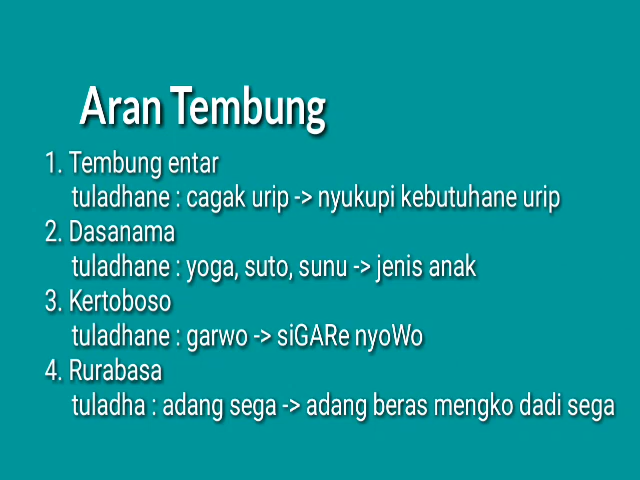 Aran Tembung
1. Tembung entar
tuladhane : cagak urip -> nyukupi kebutuhane urip
2. Dasanama
tuladhane : yoga, suto, sunu -> jenis anak
3. Kertoboso
tuladhane : garwo -> siGARe nyoWo
4. Rurabasa
tuladha : adang sega -> adang beras mengko dadi sega